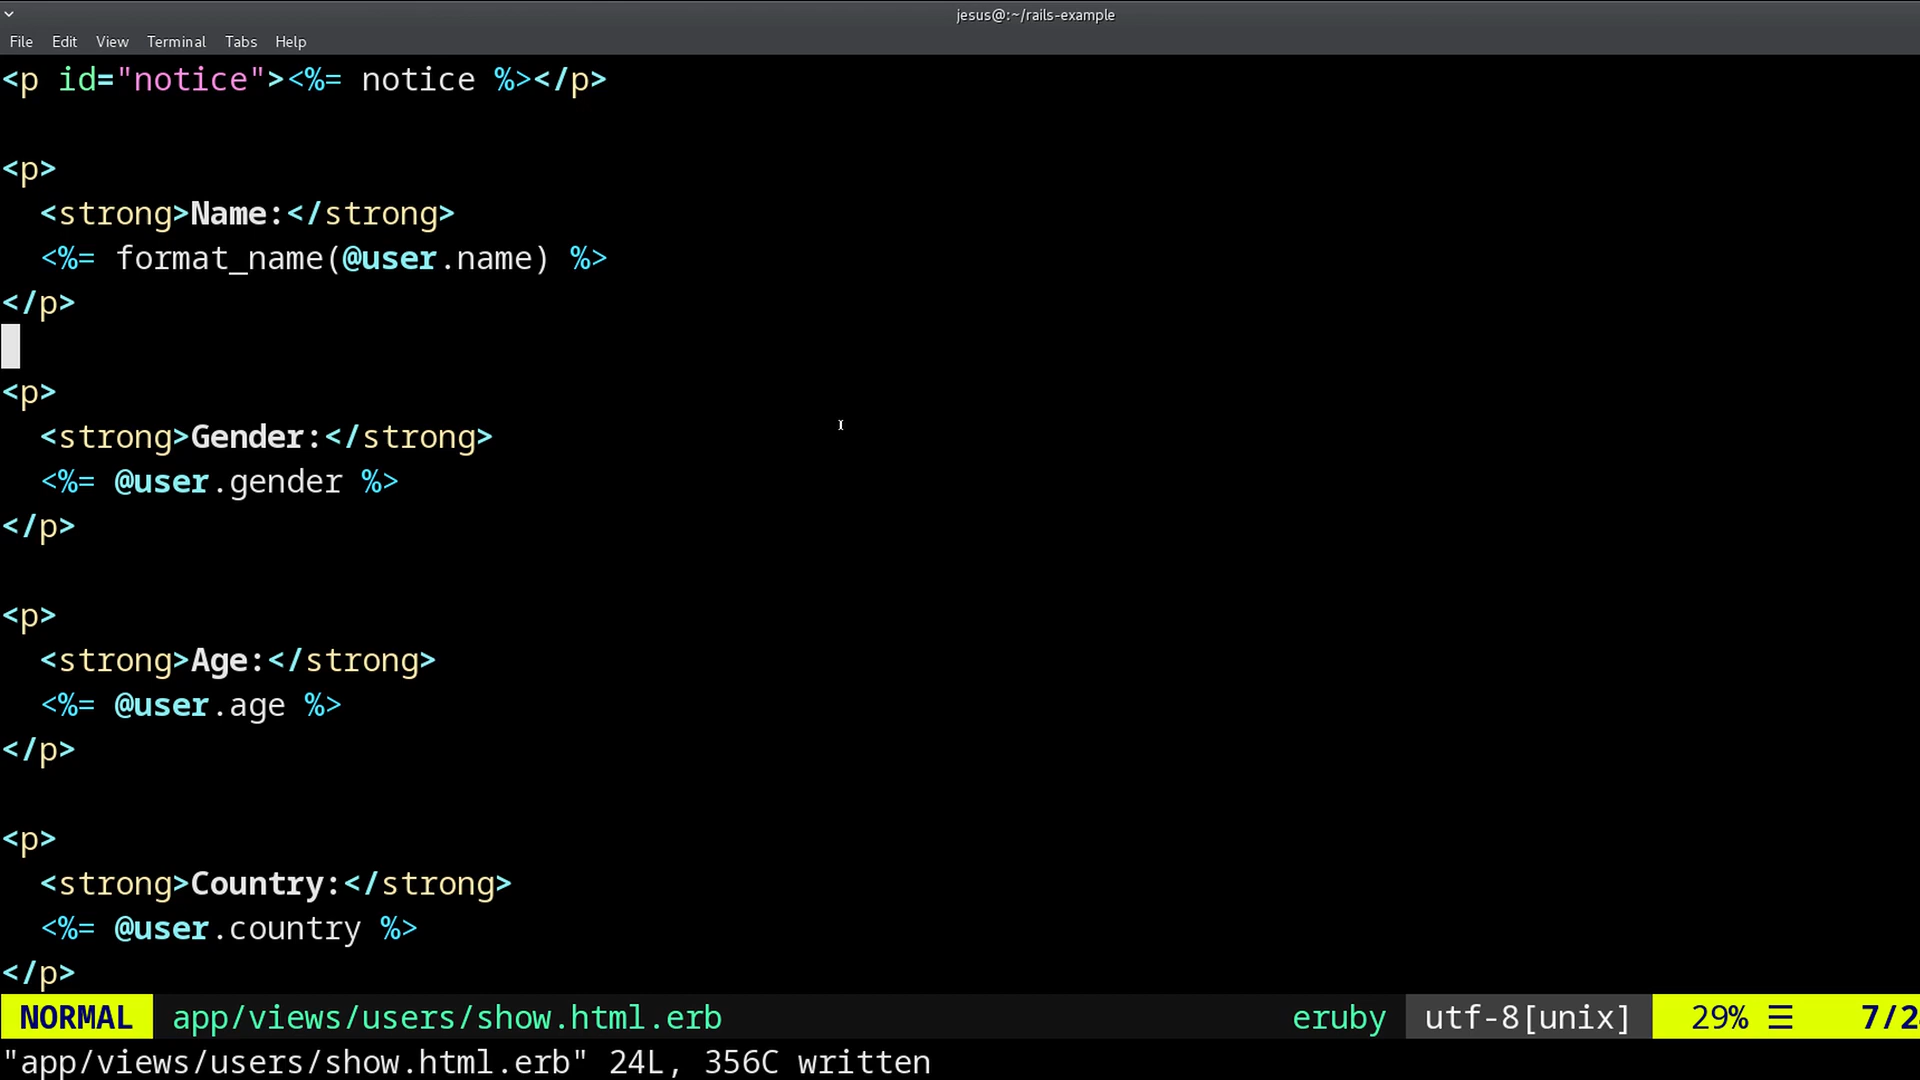 jesus@:~/rails-example
File Edit View Terminal Tabs Help
<p id="notice"><%= notice %></p>
<p>
  <strong>Name:</strong>
  <%= format_name(@user.name) %>
</p>
<p>
  <strong>Gender:</strong>
  <%= @user.gender %>
</p>
<p>
  <strong>Age:</strong>
  <%= @user.age %>
</p>
<p>
  <strong>Country:</strong>
  <%= @user.country %>
</p>
NORMAL app/views/users/show.html.erb eruby utf-8[unix] 29% ☰ 7/2
"app/views/users/show.html.erb" 24L, 356C written